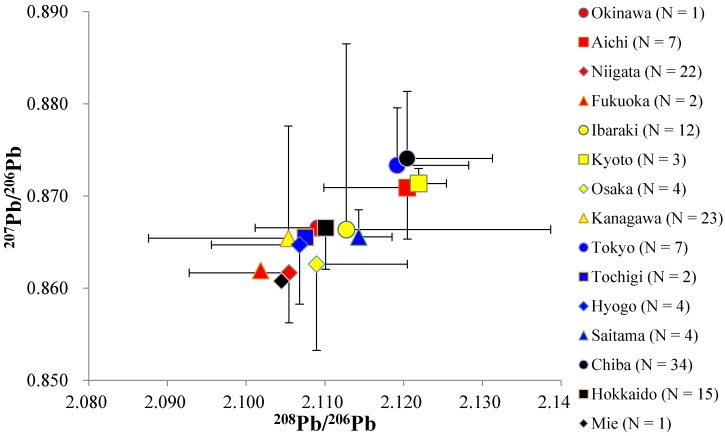 0.890
0.880
0.870
0.860
0.850
207Pb/206Pb
2.080
2.090
2.100
2.110
2.120
2.130
2.14
208Pb/206Pb
Okinawa (N = 1)
Aichi (N = 7)
Niigata (N = 22)
Fukuoka (N = 2)
Ibaraki (N = 12)
Kyoto (N = 3)
Osaka (N = 4)
Kanagawa (N = 23)
Tokyo (N = 7)
Tochigi (N = 2)
Hyogo (N = 4)
Saitama (N = 4)
Chiba (N = 34)
Hokkaido (N = 15)
Mie (N = 1)